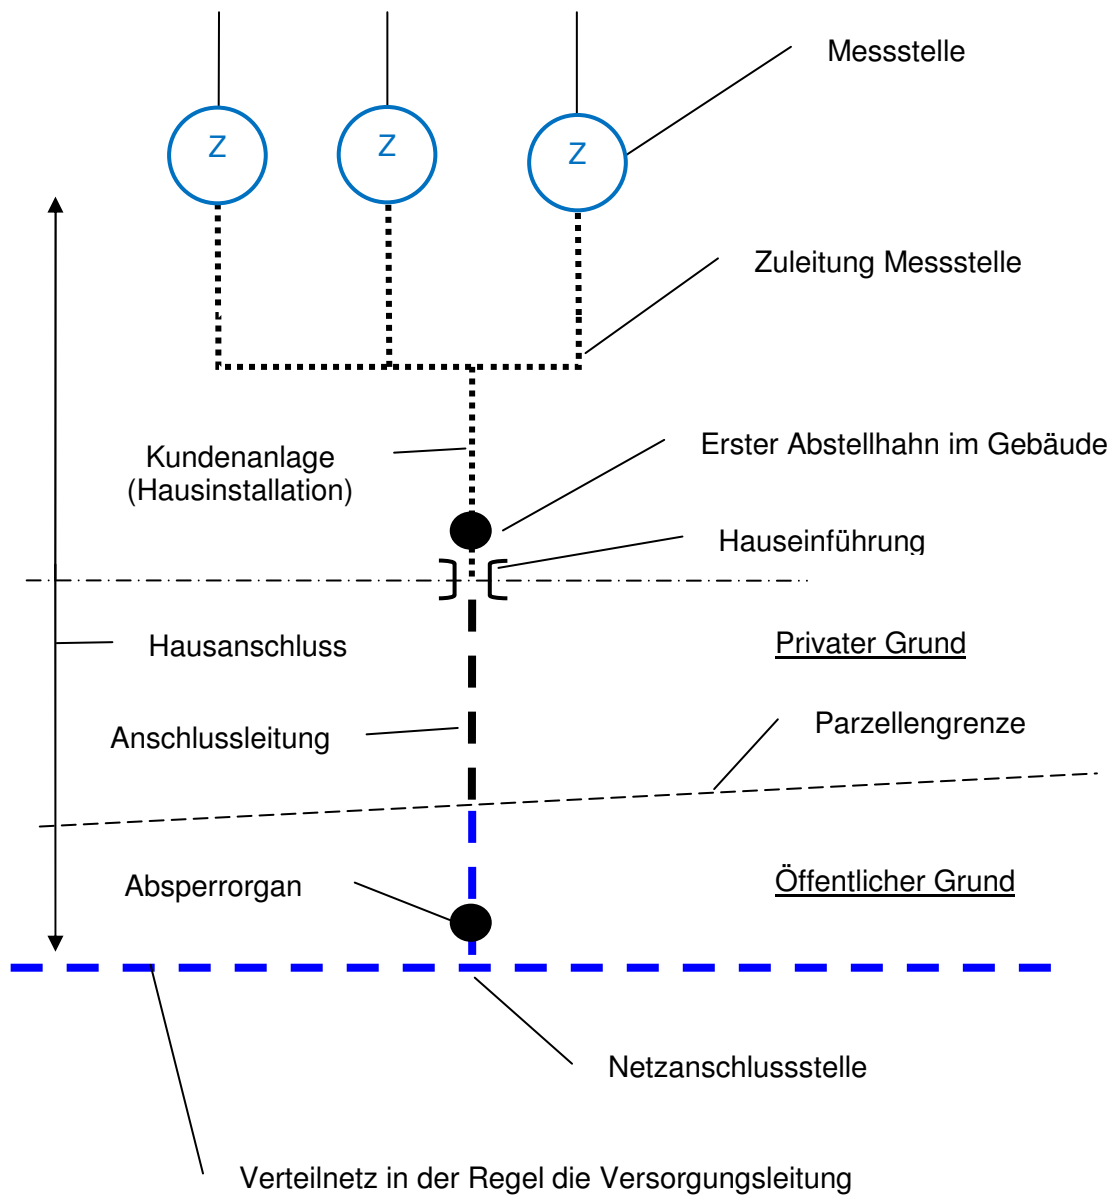 Messstelle
Z
Z
Z
Zuleitung Messstelle
Erster Abstellhahn im Gebäude
Kundenanlage
(Hausinstallation)
Hauseinführung
Hausanschluss
Privater Grund
Parzellengrenze
Anschlussleitung
Absperrorgan
Öffentlicher Grund
Netzanschlussstelle
Verteilnetz in der Regel die Versorgungsleitung